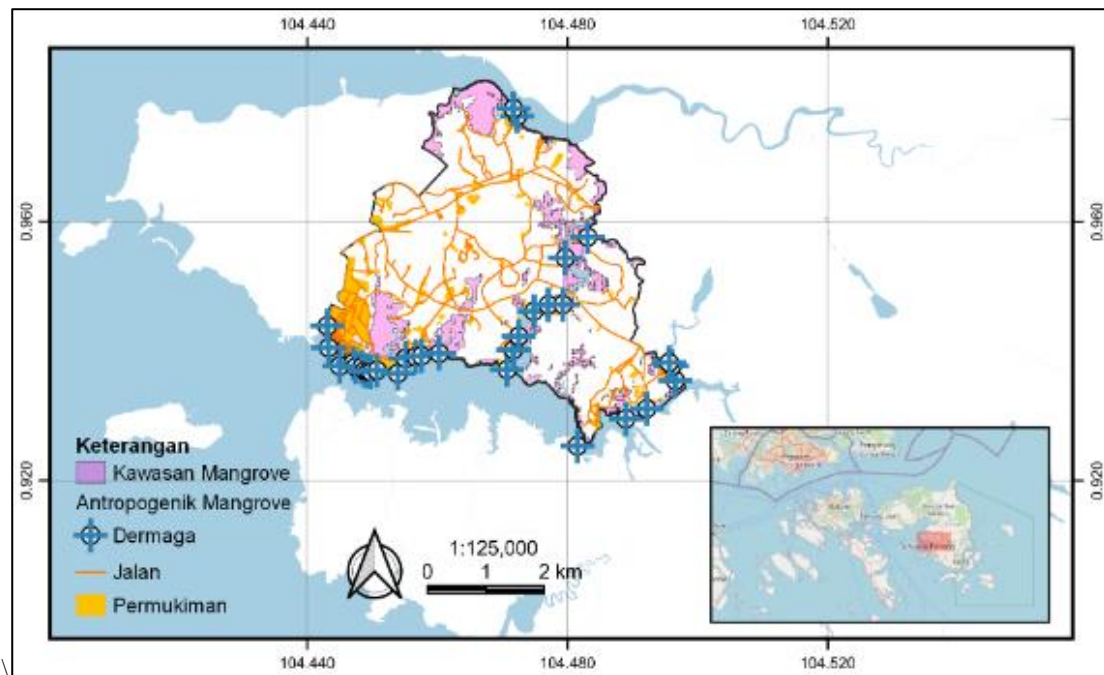 104.440 104.480 104.520
0.960 0.960
0.920 0.920
Keterangan
Kawasan Mangrove
Antropogenik Mangrove
Dermaga
Jalan
Permukiman
1:125,000
0 1 2 km
104.440 104.480 104.520
\